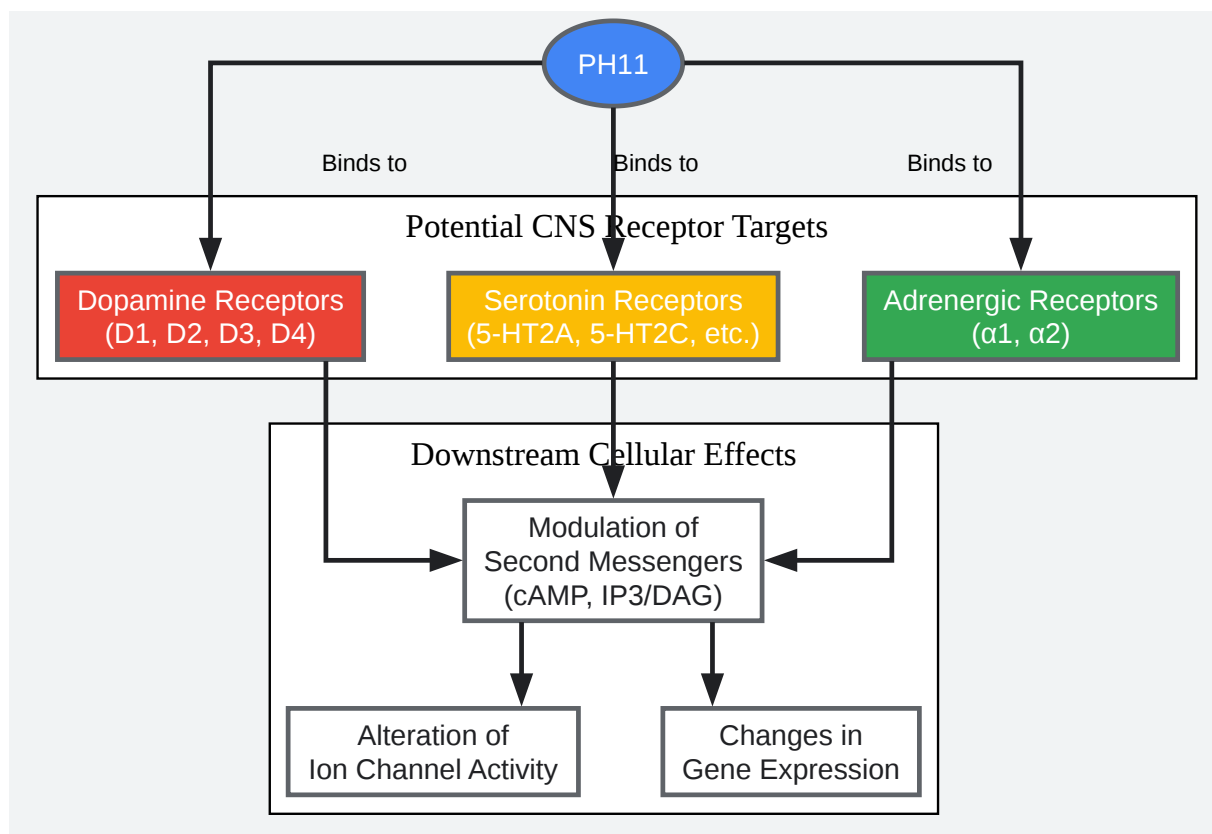 PH11
Binds to
Binds to
Binds to
Potential CNS Receptor Targets
Dopamine Receptors
(D1, D2, D3, D4)
Serotonin Receptors
(5-HT2A, 5-HT2C, etc.)
Adrenergic Receptors
(α1, α2)
Downstream Cellular Effects
Modulation of
Second Messengers
(cAMP, IP3/DAG)
Alteration of
Ion Channel Activity
Changes in
Gene Expression